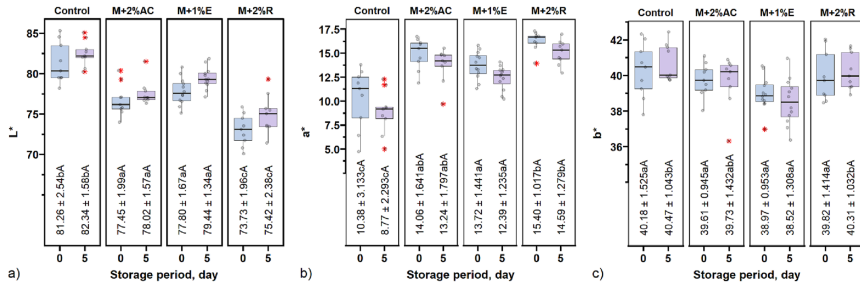 Control M+2%AC M+1%E M+2%R
L*
85
80
75
70
81.26 ± 2.54bA
82.34 ± 1.58bA
77.45 ± 1.99aA
78.02 ± 1.57aA
77.80 ± 1.67aA
79.44 ± 1.34aA
73.73 ± 1.96cA
75.42 ± 2.38cA
0 5 0 5 0 5 0 5
a) Storage period, day
Control M+2%AC M+1%E M+2%R
a*
17.5
15.0
12.5
10.0
7.5
5.0
10.38 ± 3.133cA
8.77 ± 2.293cA
14.06 ± 1.641abA
13.24 ± 1.797abA
13.72 ± 1.441aA
12.39 ± 1.235aA
15.40 ± 1.017bA
14.59 ± 1.279bA
0 5 0 5 0 5 0 5
b) Storage period, day
Control M+2%AC M+1%E M+2%R
b*
42
40
38
36
40.18 ± 1.525aA
40.47 ± 1.043bA
39.61 ± 0.945aA
39.73 ± 1.432abA
38.97 ± 0.953aA
38.52 ± 1.308aA
39.82 ± 1.414aA
40.31 ± 1.032bA
0 5 0 5 0 5 0 5
c) Storage period, day